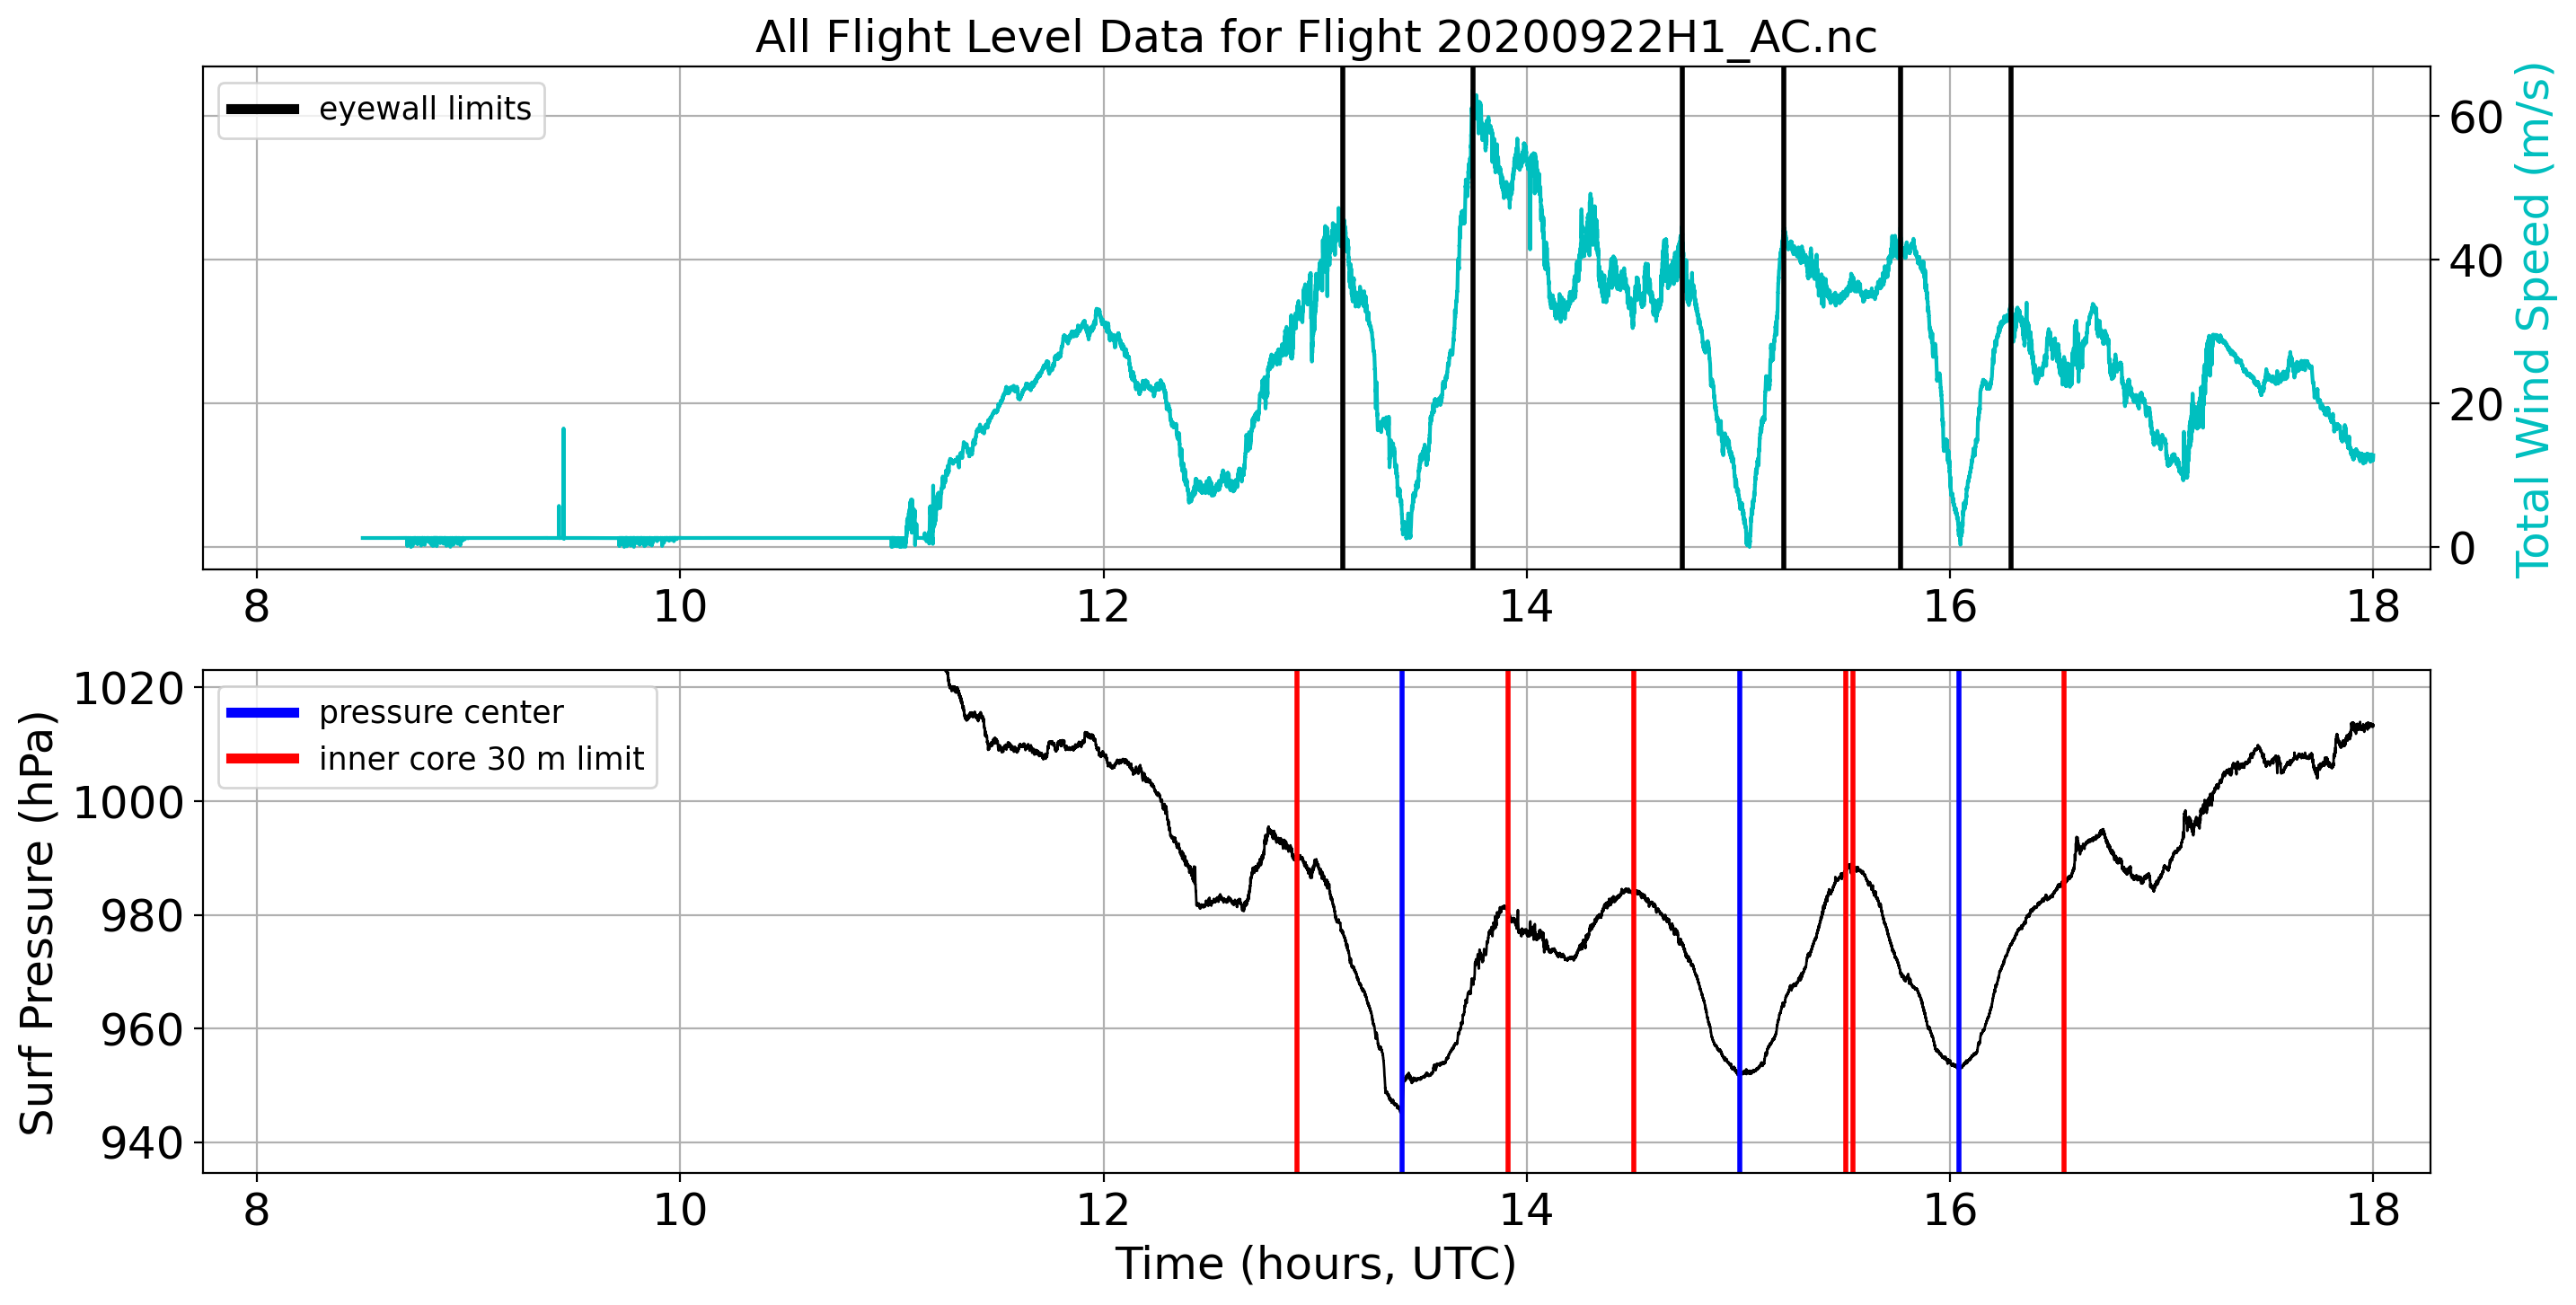 All Flight Level Data for Flight 20200922H1_AC.nc
eyewall limits
60
40
20
0
Total Wind Speed (m/s)
8 10 12 14 16 18
1020
1000
980
960
940
Surf Pressure (hPa)
pressure center
inner core 30 m limit
8 10 12 14 16 18
Time (hours, UTC)